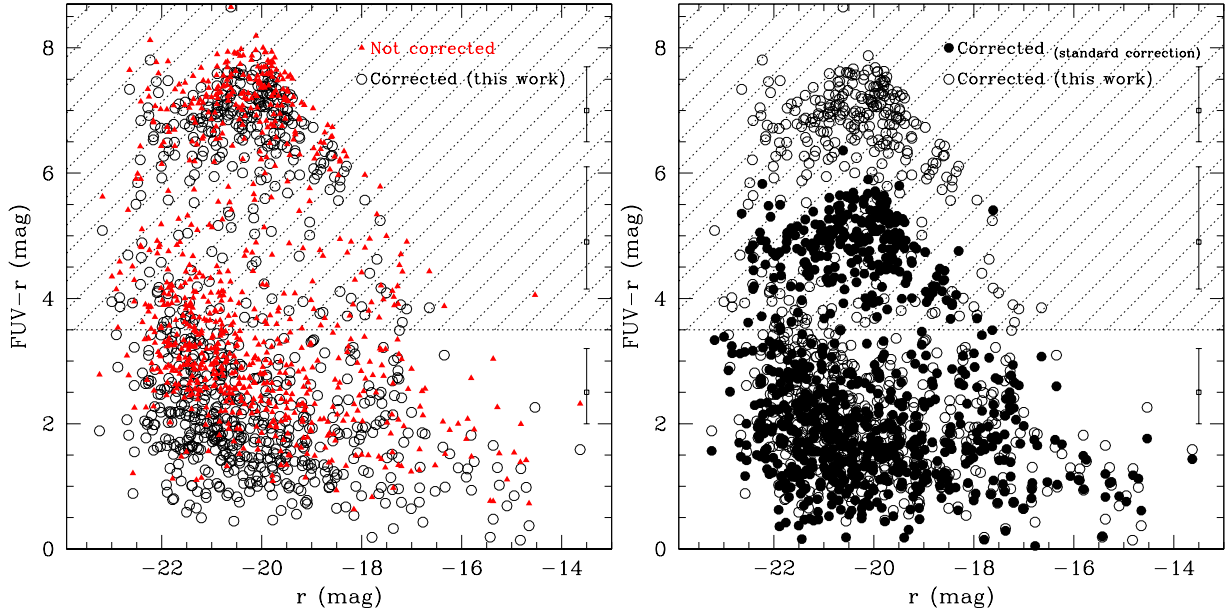 Not corrected
Corrected (this work)
FUV−r (mag)
8
6
4
2
0
−22
−20
−18
−16
−14
r (mag)
Corrected (standard correction)
Corrected (this work)
FUV−r (mag)
8
6
4
2
0
−22
−20
−18
−16
−14
r (mag)